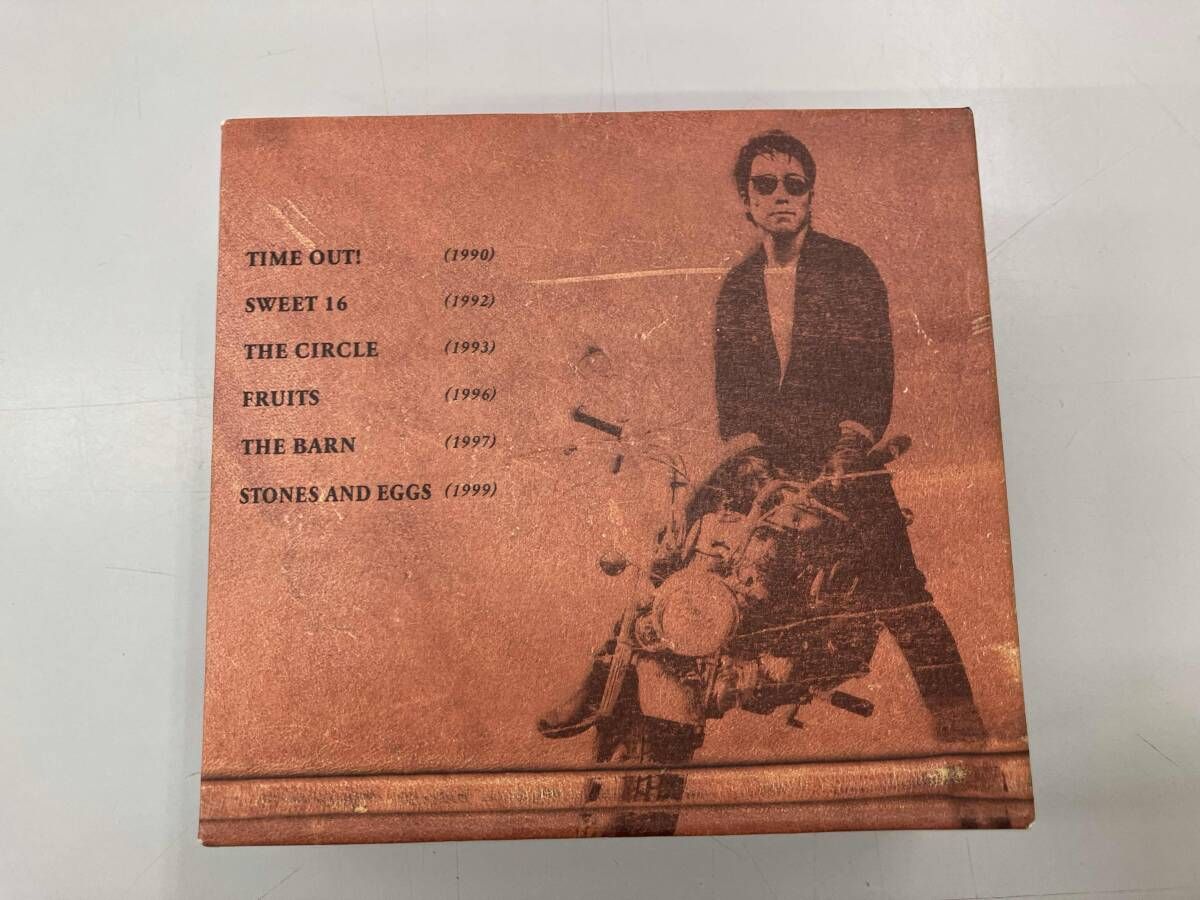 TIME OUT! (1990)
SWEET 16 (1992)
THE CIRCLE (1993)
FRUITS (1996)
THE BARN (1997)
STONES AND EGGS (1999)